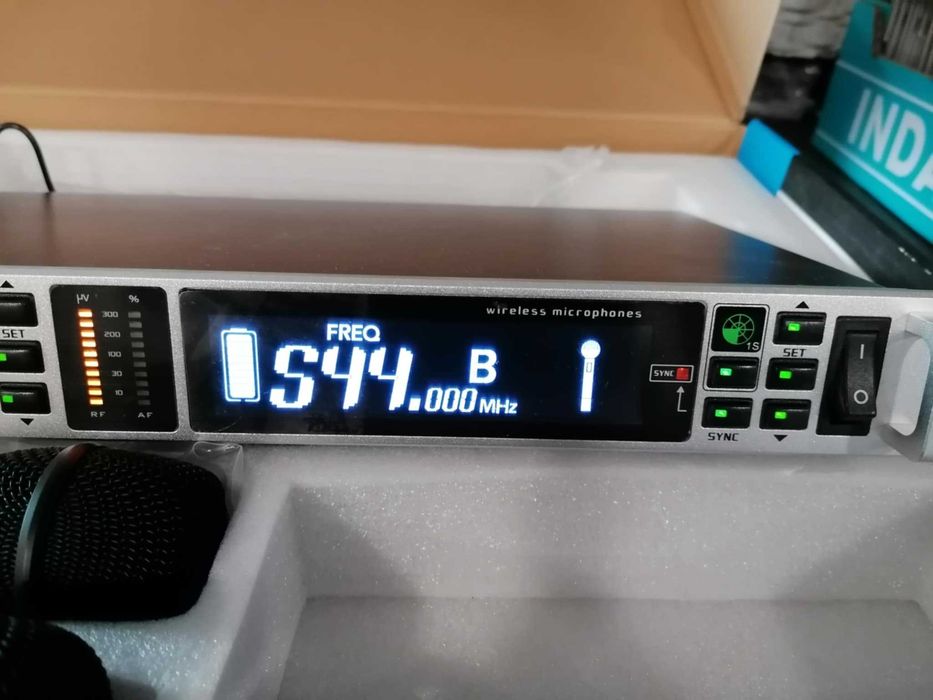 INDA
wireless microphones
µV %
300
200
100
30
10
RF AF
SET
FREQ
544.000MHz
B
SYNC
1S
SET
SYNC
I
O